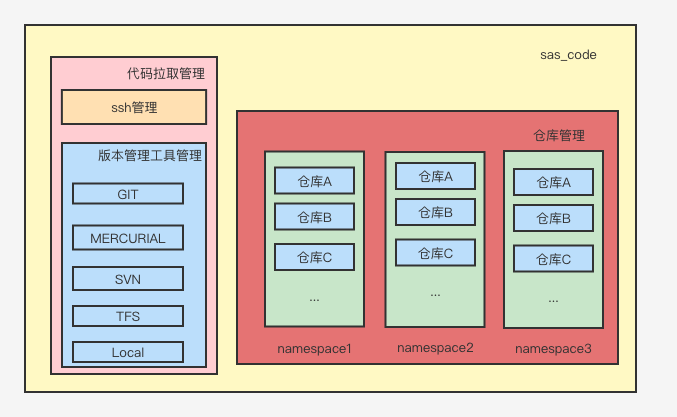 sas_code
代码拉取管理
ssh管理
版本管理工具管理
GIT
MERCURIAL
SVN
TFS
Local
仓库管理
仓库A
仓库B
仓库C
...
namespace1
仓库A
仓库B
仓库C
...
namespace2
仓库A
仓库B
仓库C
...
namespace3